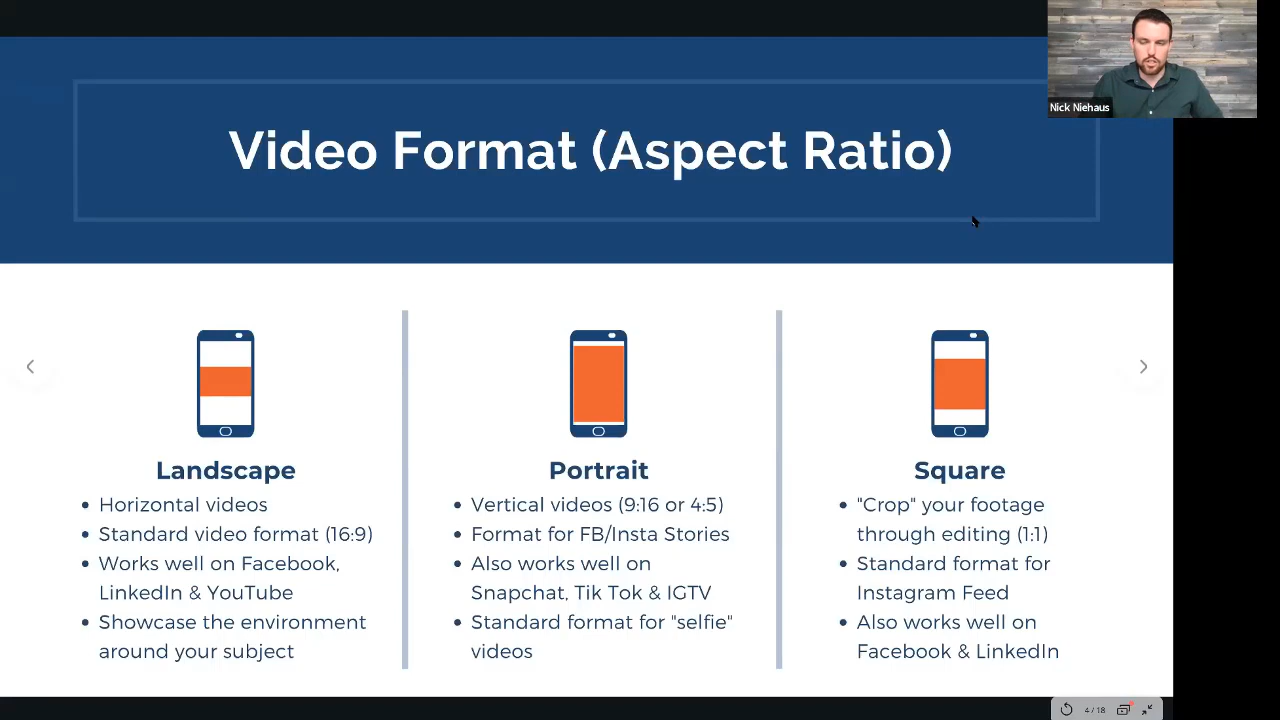 Nick Niehaus
Video Format (Aspect Ratio)
Landscape
• Horizontal videos
• Standard video format (16:9)
• Works well on Facebook,
LinkedIn & YouTube
• Showcase the environment
around your subject
Portrait
• Vertical videos (9:16 or 4:5)
• Format for FB/Insta Stories
• Also works well on
Snapchat, Tik Tok & IGTV
• Standard format for "selfie"
videos
Square
• "Crop" your footage
through editing (1:1)
• Standard format for
Instagram Feed
• Also works well on
Facebook & LinkedIn
4 / 18